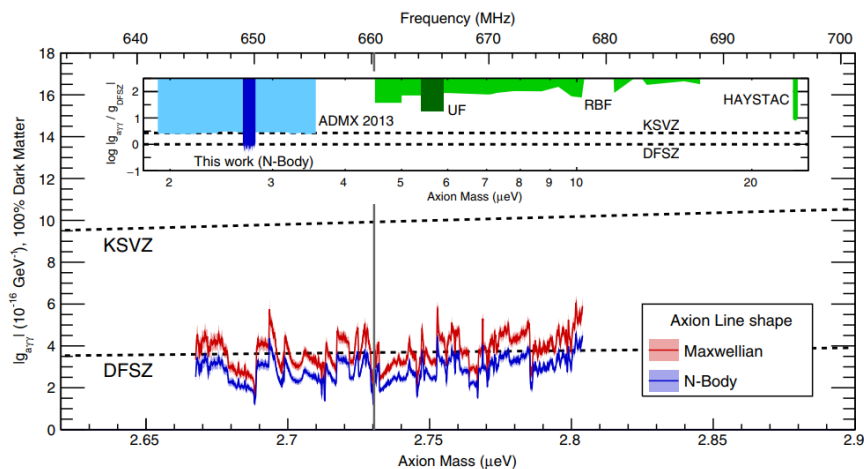 Frequency (MHz)
640 650 660 670 680 690 700
18
16
14
12
10
8
6
4
2
0
|g_aγγ| (10⁻¹⁶ GeV⁻¹), 100% Dark Matter
log |g_aγγ / g_DFSZ|
2
1
0
−1
ADMX 2013
UF
RBF
HAYSTAC
KSVZ
DFSZ
This work (N-Body)
2 3 4 5 6 7 8 9 10 20
Axion Mass (μeV)
KSVZ
DFSZ
Axion Line shape
Maxwellian
N-Body
2.65 2.7 2.75 2.8 2.85 2.9
Axion Mass (μeV)